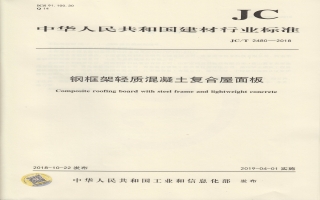 JC
中华人民共和国建材行业标准
JC/T 2480—2018
钢框架轻质混凝土复合屋面板
Composite roofing board with steel frame and lightweight concrete
2018-10-22 发布
2019-04-01 实施
中华人民共和国工业和信息化部 发布